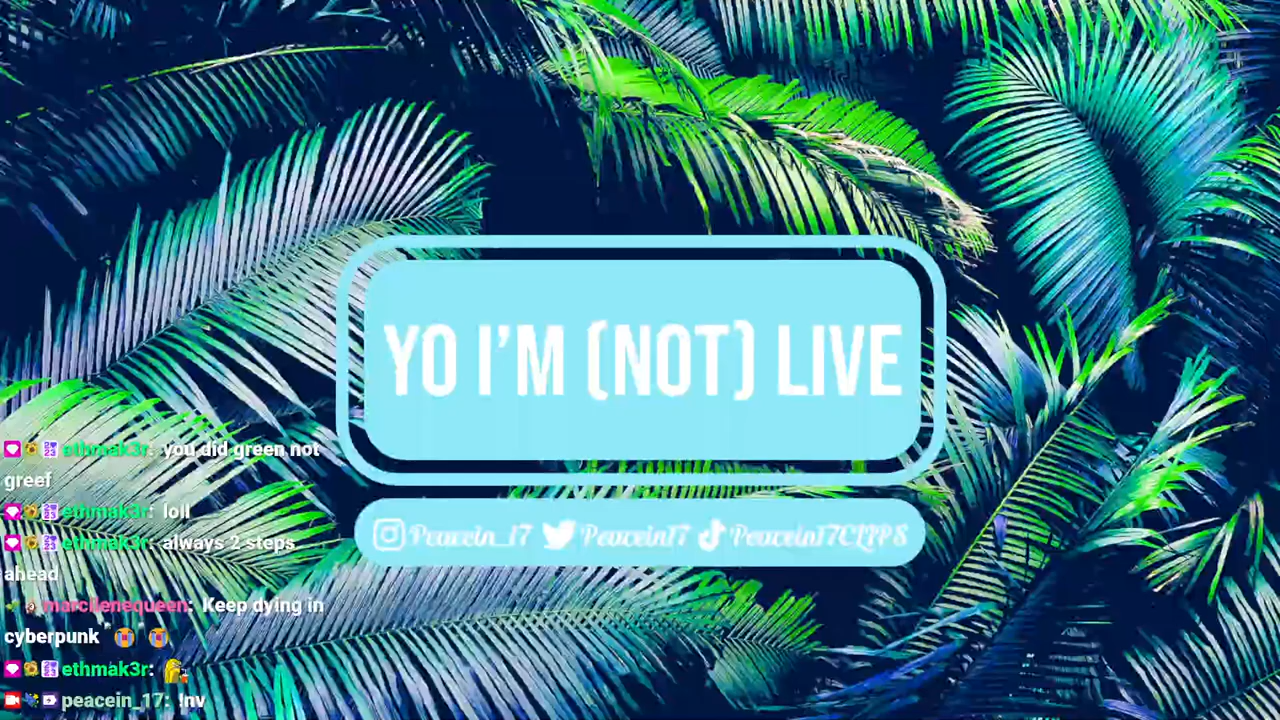 YO I'M (NOT) LIVE
Peacein_17 Peacein17 Peacein17CLIPS
ethmak3r: you did green not
greef
ethmak3r: loll
ethmak3r: always 2 steps
ahead
marcilenequeen: Keep dying in
cyberpunk
ethmak3r:
peacein_17: !nv